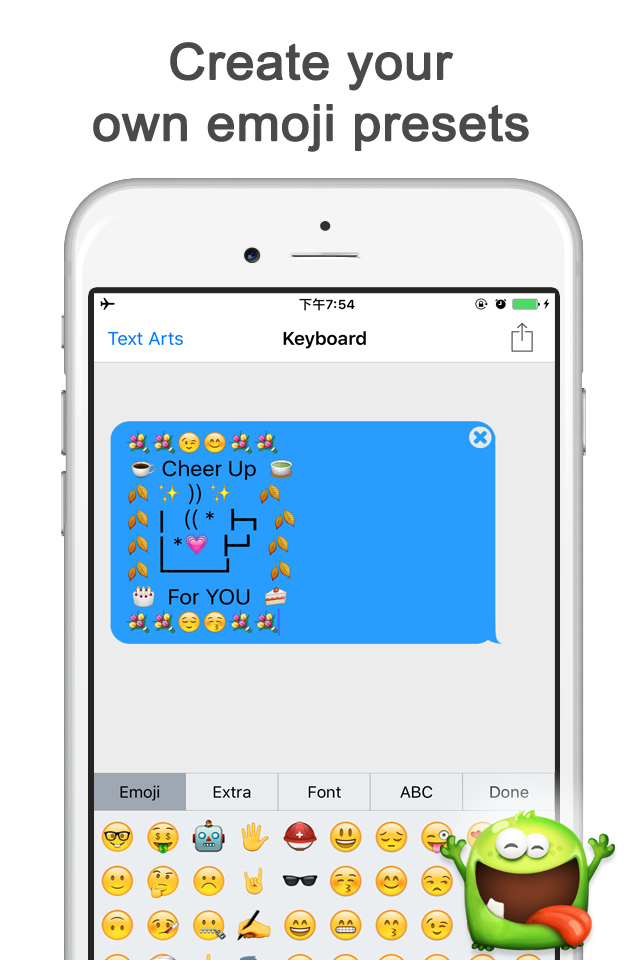 Create your
own emoji presets
下午7:54
Text Arts
Keyboard
Cheer Up
For YOU
Emoji
Extra
Font
ABC
Done